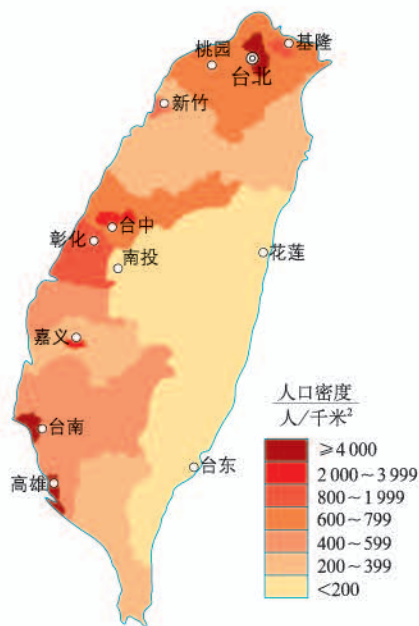 基隆
桃园
台北
新竹
台中
彰化
南投
花莲
嘉义
台南
台东
高雄
人口密度
人/千米²
≥4 000
2 000～3 999
800～1 999
600～799
400～599
200～399
<200